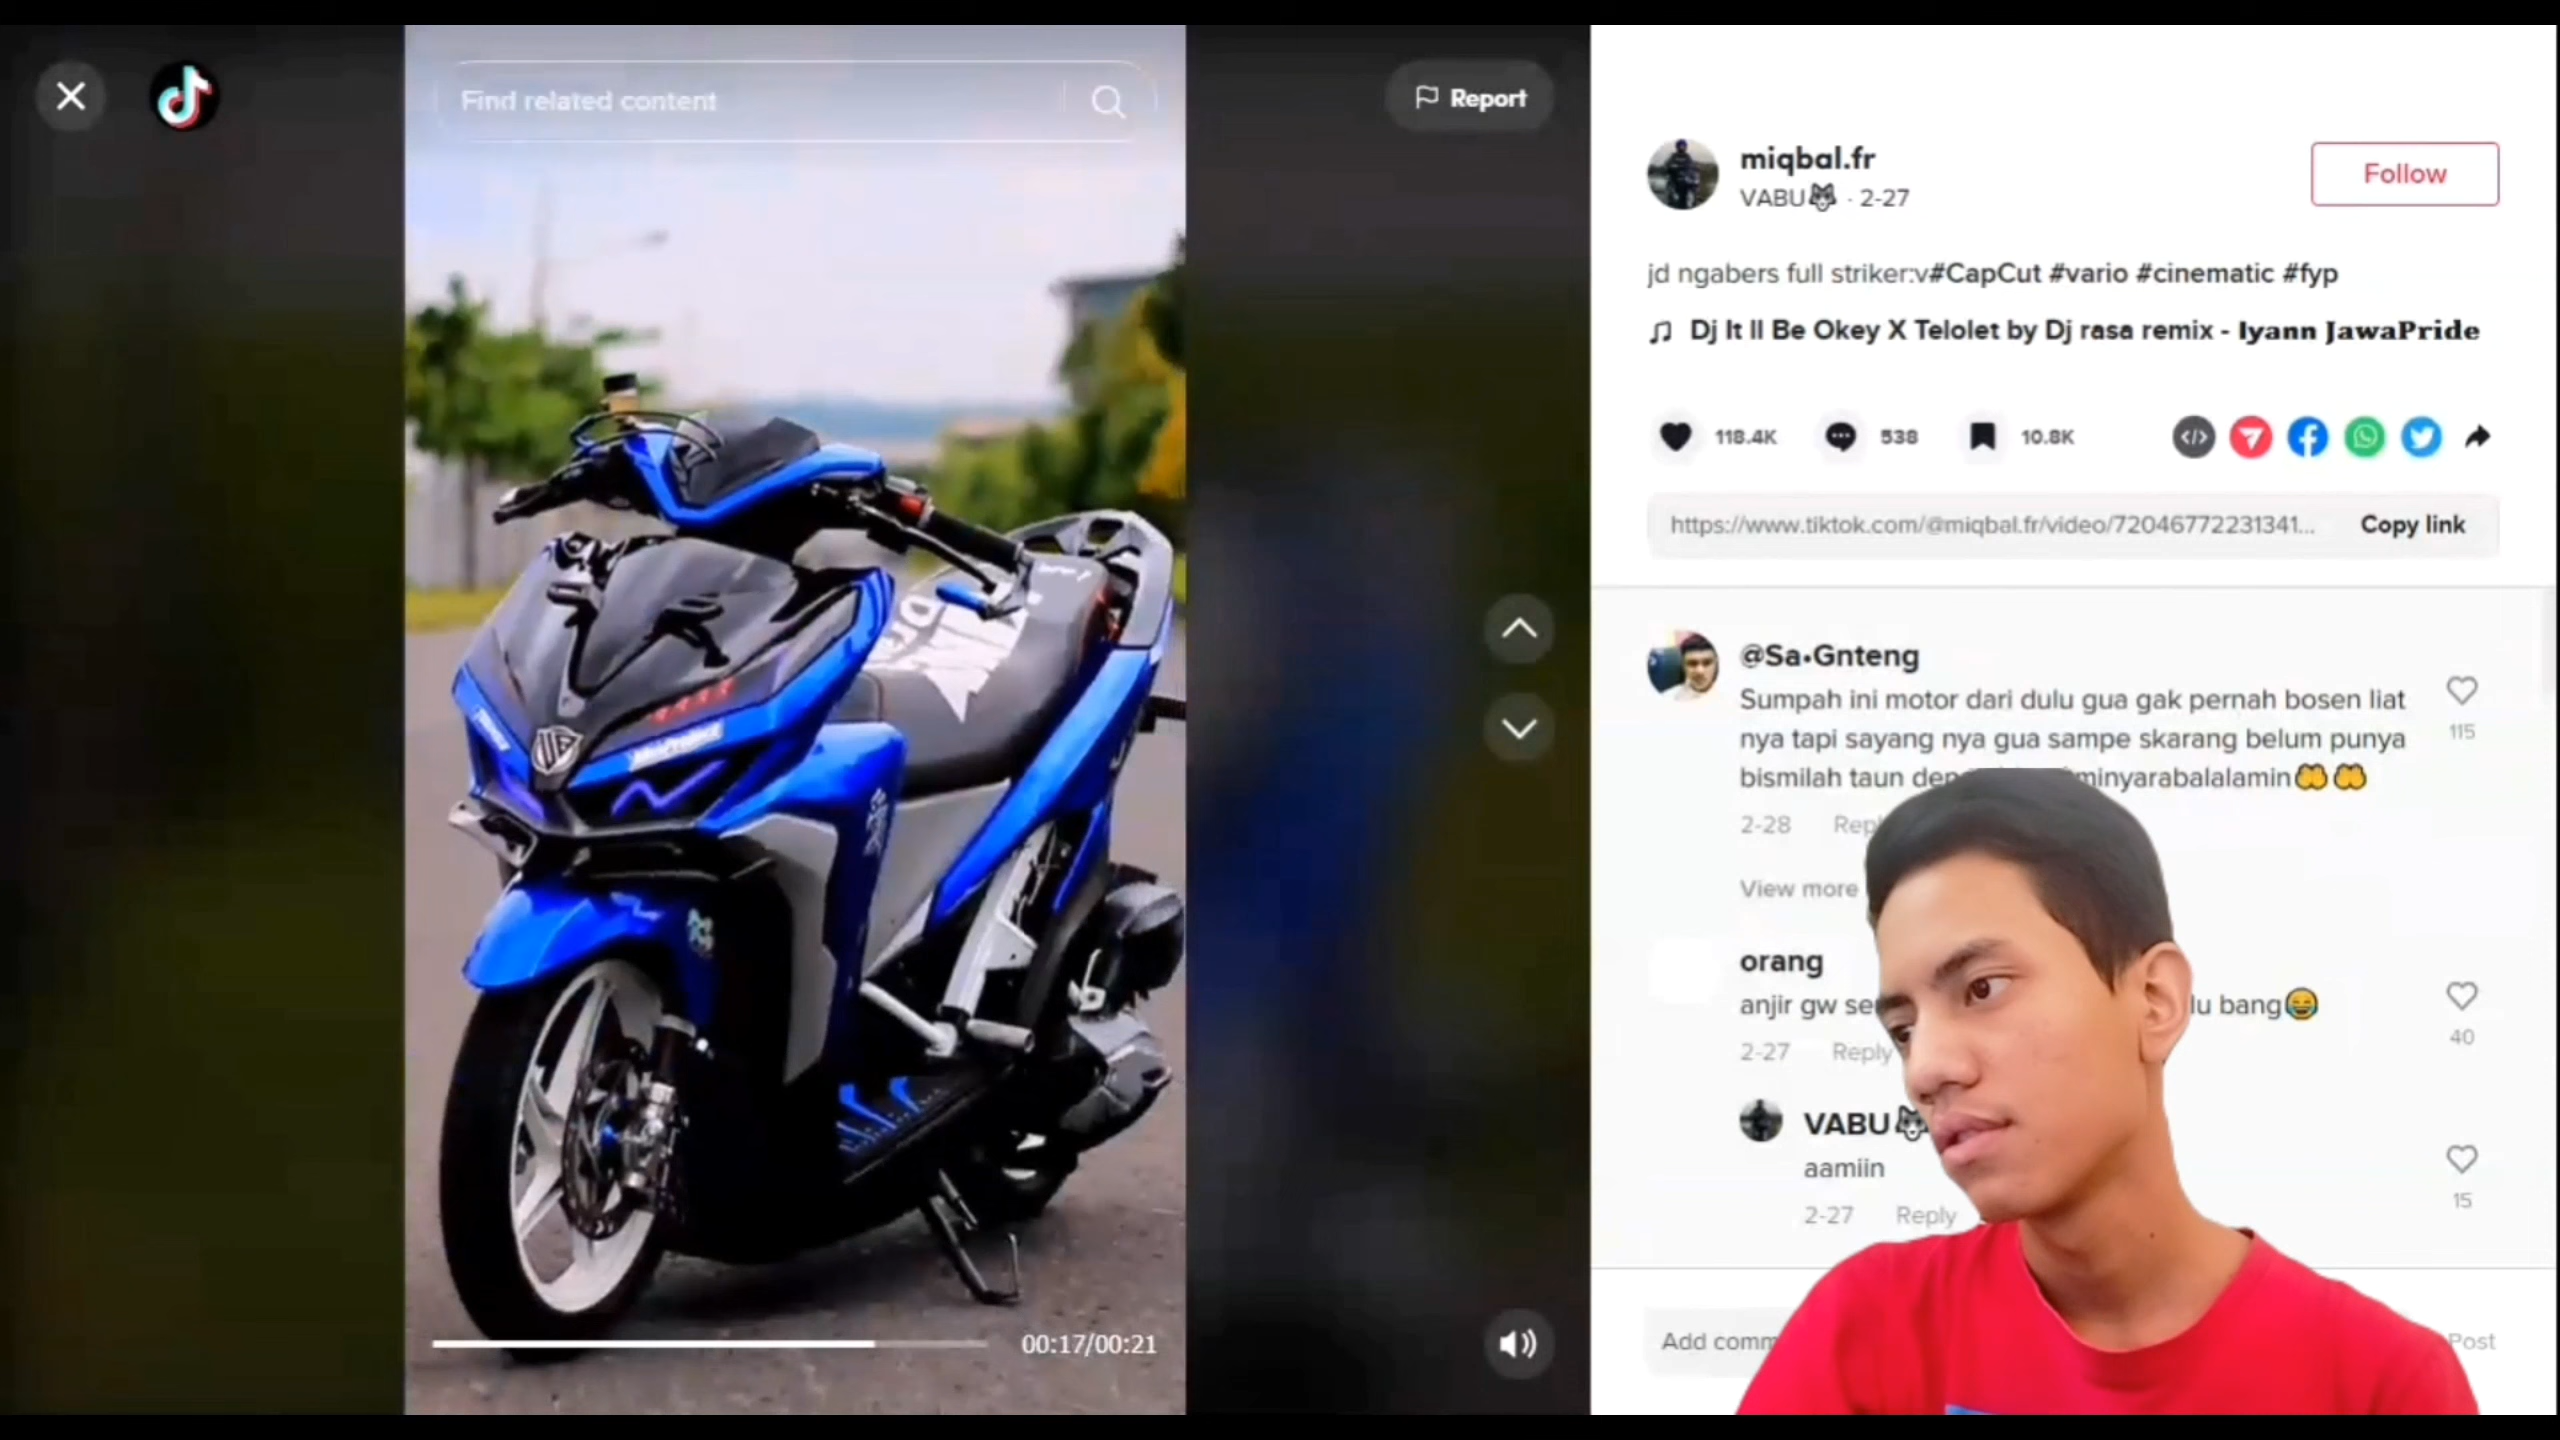 Find related content
Report
miqbal.fr
VABU🐺 · 2-27
Follow
jd ngabers full striker:v#CapCut #vario #cinematic #fyp
Dj It ll Be Okey X Telolet by Dj rasa remix - Iyann JawaPride
118.4K 538 10.8K
https://www.tiktok.com/@miqbal.fr/video/72046772231341...
Copy link
@Sa•Gnteng
Sumpah ini motor dari dulu gua gak pernah bosen liat
nya tapi sayang nya gua sampe skarang belum punya
bismilah taun minyarabalalamin🤲🤲
115
2-28
View more
orang
anjir gw lu bang😂
40
2-27 Reply
VABU🐺
aamiin
15
2-27 Reply
00:17/00:21
Post